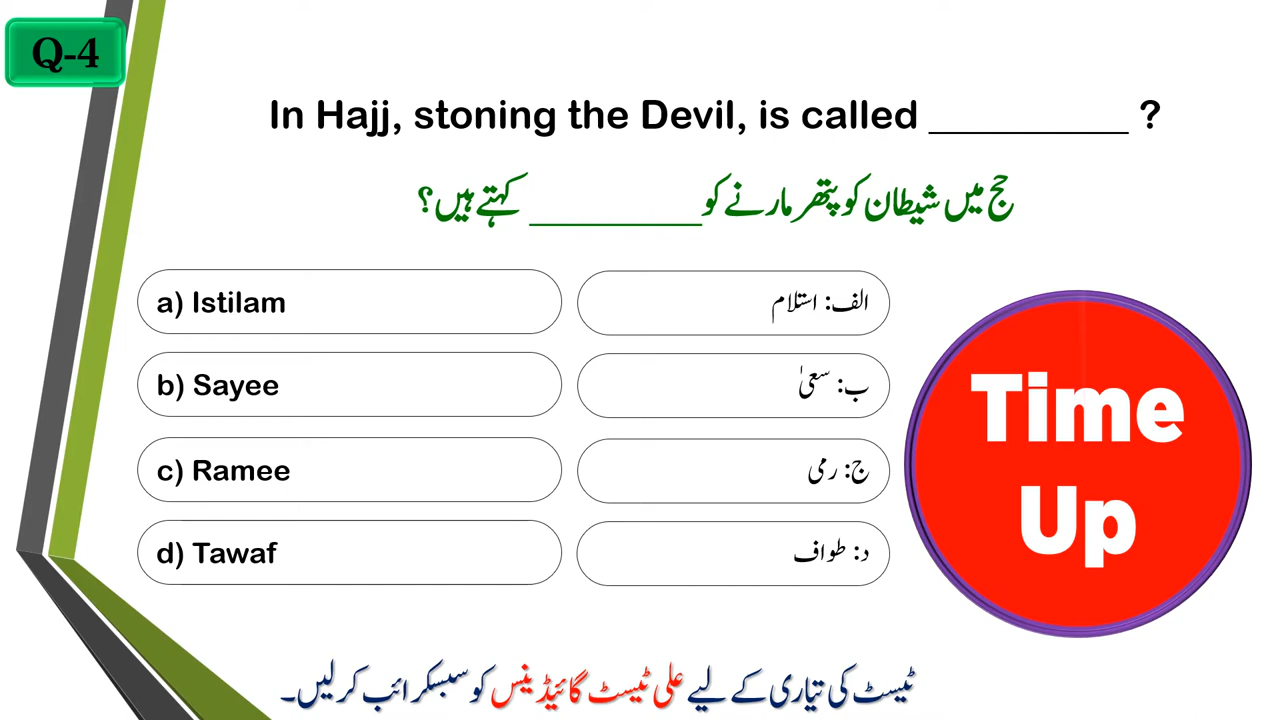 Q-4
In Hajj, stoning the Devil, is called __________ ?
حج میں شیطان کو پتھر مارنے کو__________ کہتے ہیں؟
a) Istilam
الف: استلام
b) Sayee
ب: سعیٰ
c) Ramee
ج: رمی
d) Tawaf
د: طواف
Time
Up
ٹیسٹ کی تیاری کے لیے علی ٹیسٹ گائیڈینس کو سبسکرائب کرلیں۔